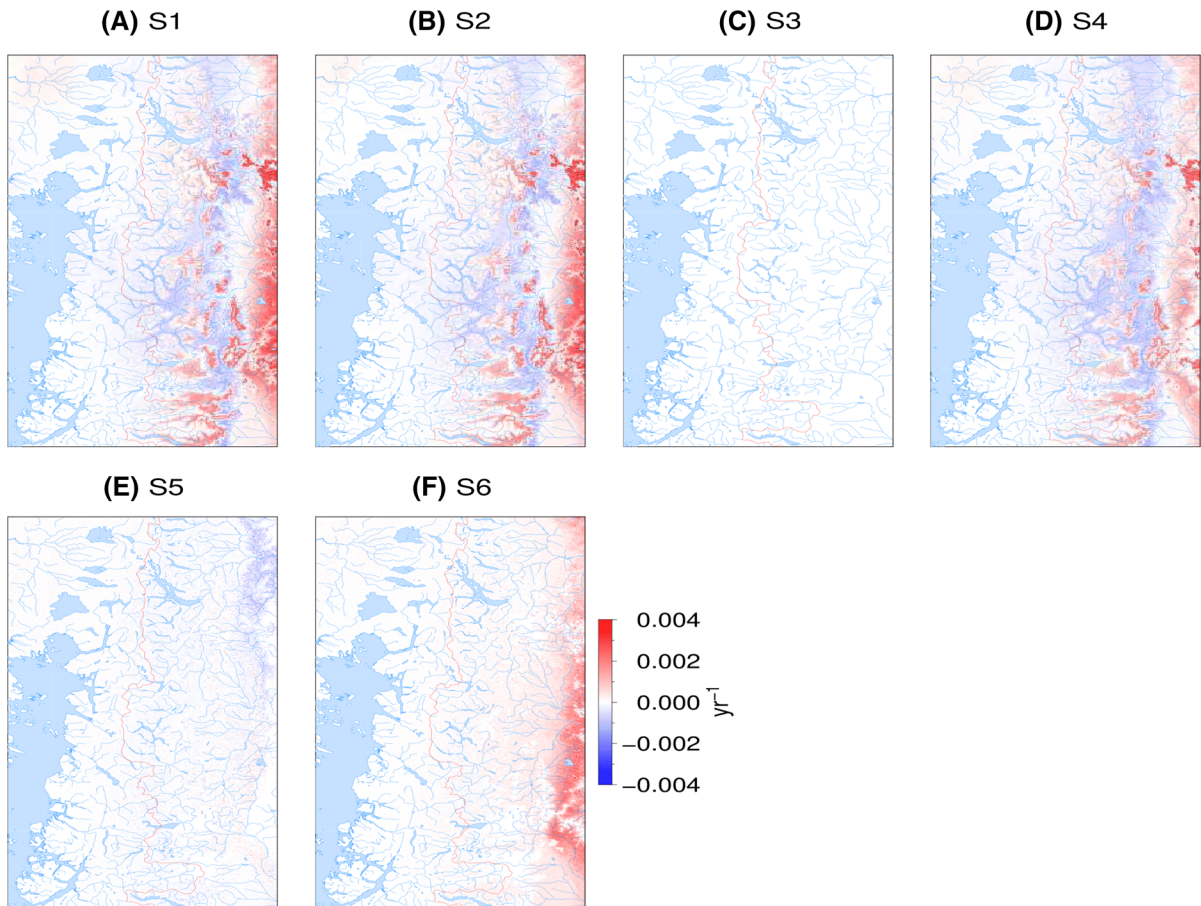 (A) S1
(B) S2
(C) S3
(D) S4
(E) S5
(F) S6
0.004
0.002
0.000
−0.002
−0.004
yr⁻¹